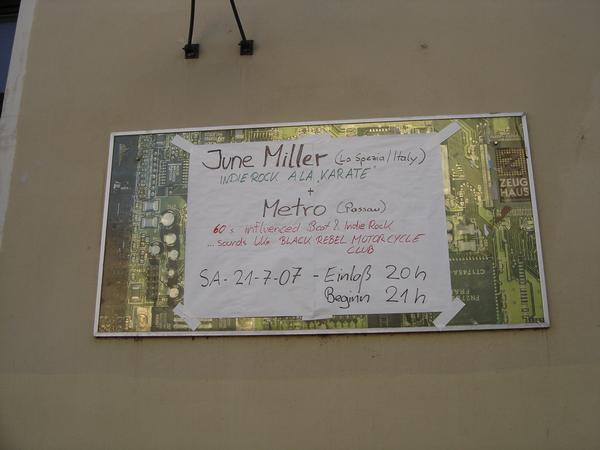 June Miller (La Spezia/Italy)
INDIE ROCK A LA „KARATE"
+
Metro (Passau)
60's influenced Beat & Indie Rock
...sounds like BLACK REBEL MOTORCYCLE
CLUB
SA - 21-7-07 - Einloß 20h
Beginn 21h
ZEUG
HAUS